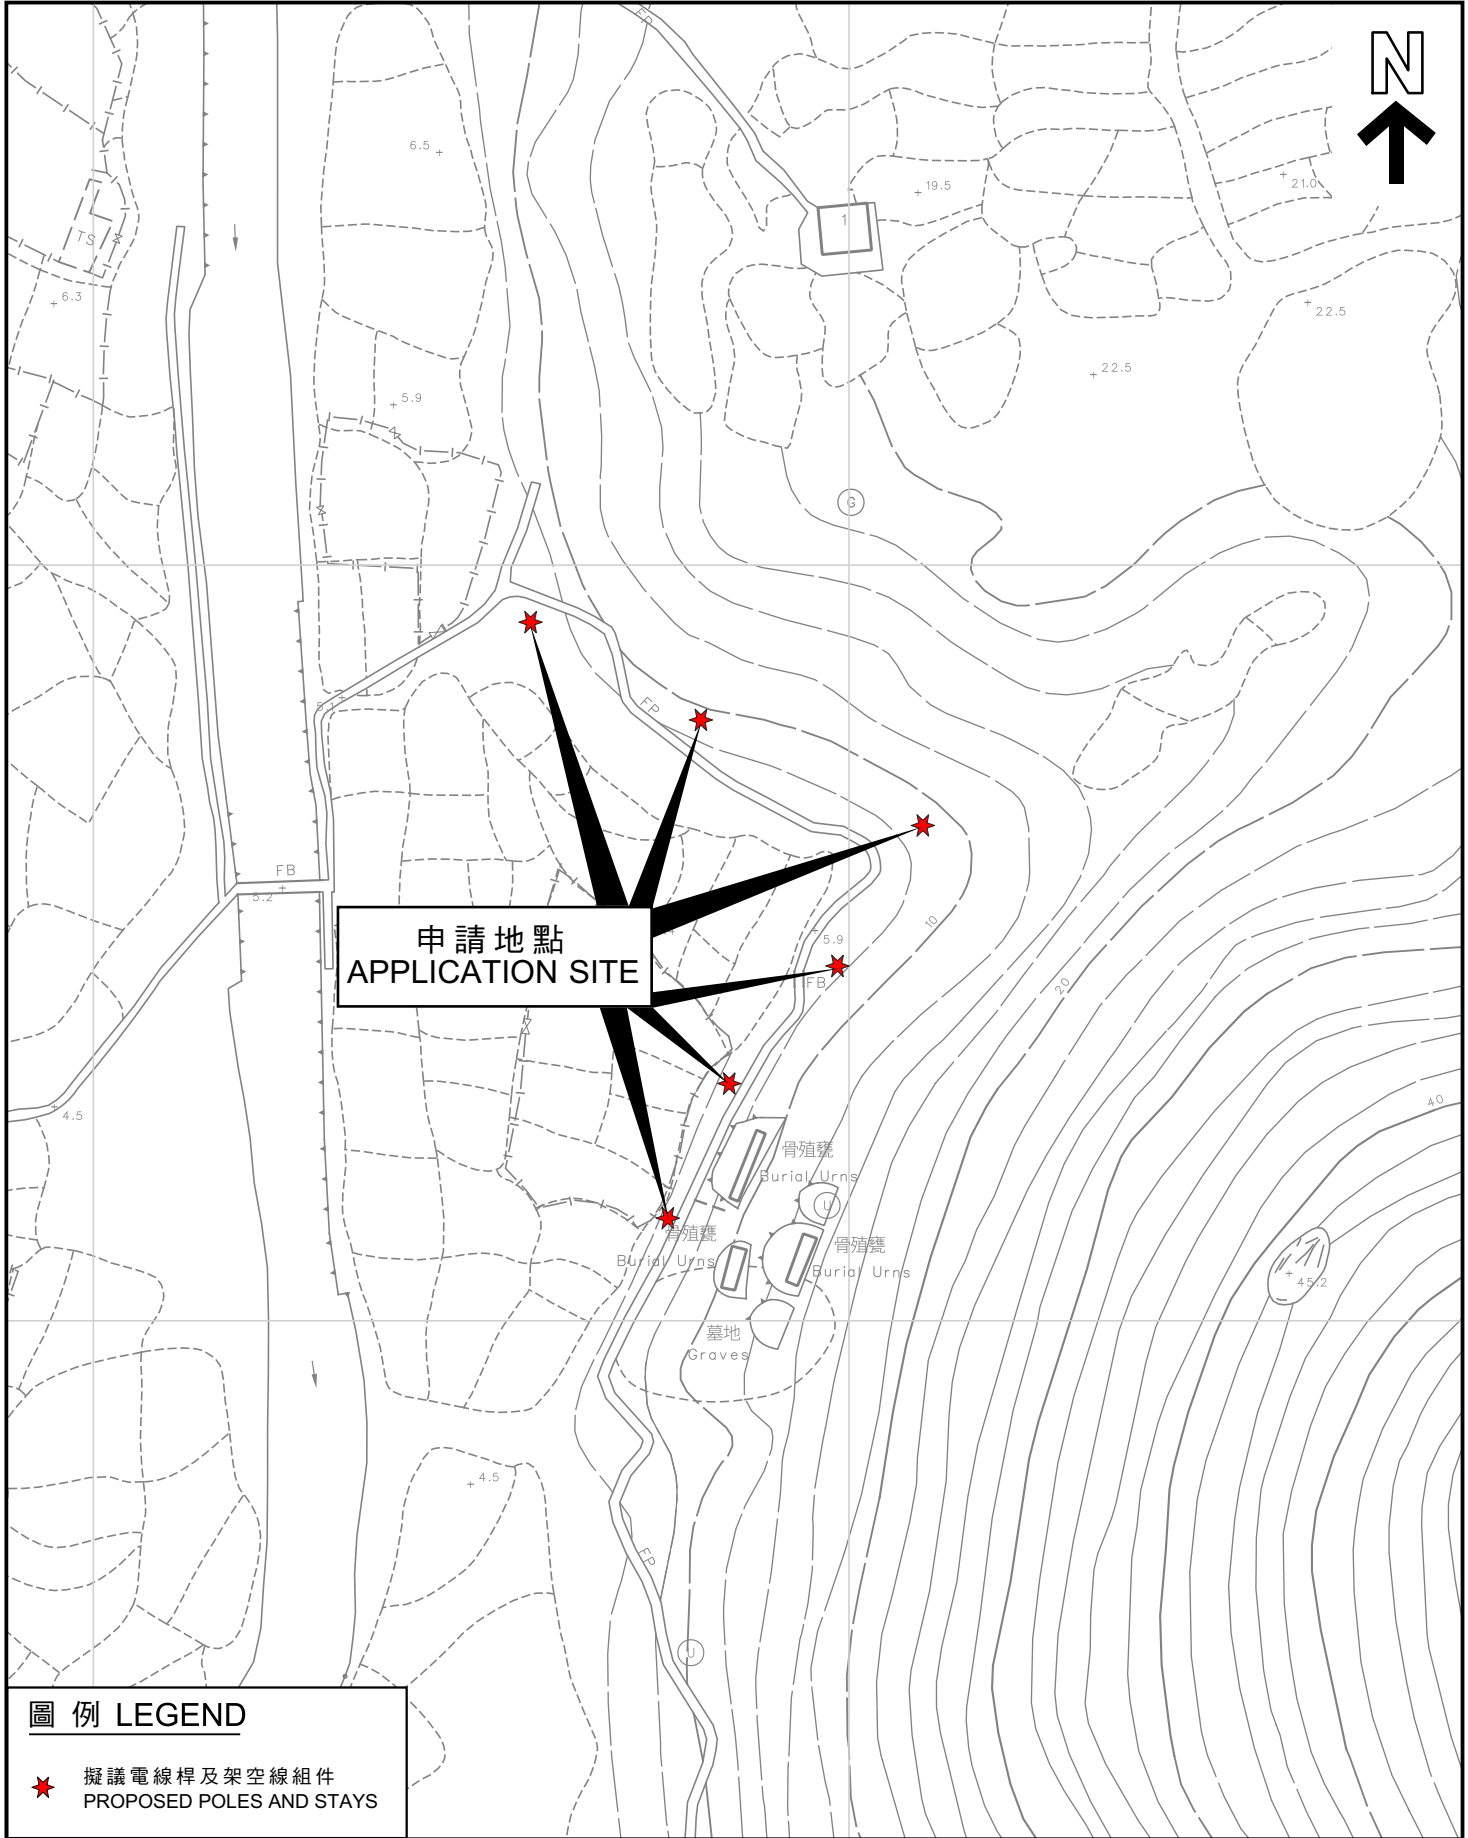 FP
N
6.5
19.5
21.0
1
TS
6.3
22.5
22.5
5.9
G
5.1
FP
FB
5.2
10
5.9
申請地點
APPLICATION SITE
FB
20
4.5
40
骨殖甕
Burial Urns
U
骨殖甕
Burial Urns
骨殖甕
Burial Urns
45.2
墓地
Graves
4.5
FP
U
圖例 LEGEND
擬議電線桿及架空線組件
PROPOSED POLES AND STAYS